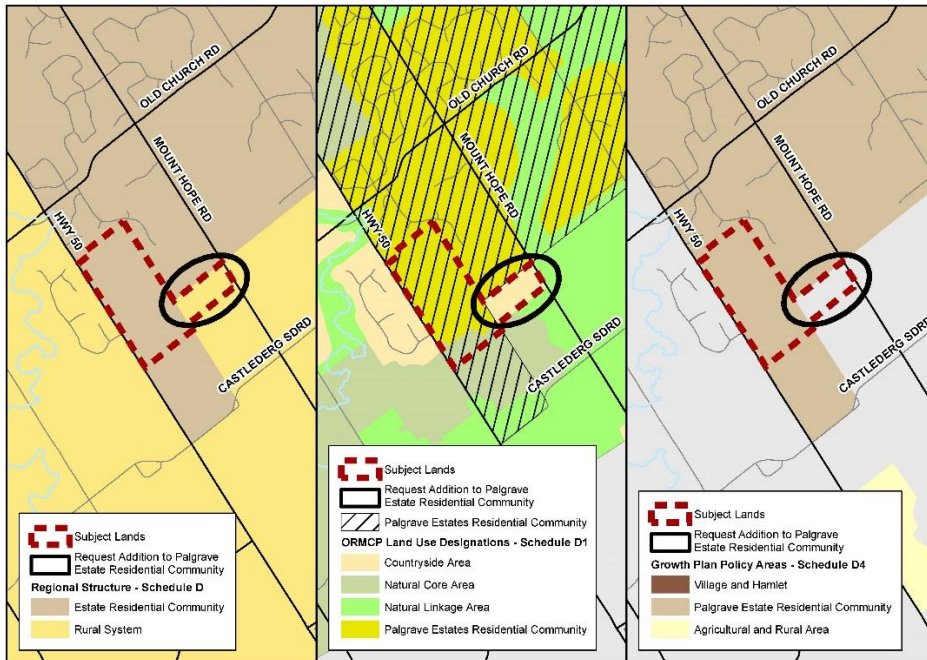 OLD CHURCH RD
MOUNT HOPE RD
HWY 50
CASTLEDERG SDRD
Subject Lands
Request Addition to Palgrave
Estate Residential Community
Regional Structure - Schedule D
Estate Residential Community
Rural System
OLD CHURCH RD
MOUNT HOPE RD
HWY 50
CASTLEDERG SDRD
Subject Lands
Request Addition to Palgrave
Estate Residential Community
Palgrave Estates Residential Community
ORMCP Land Use Designations - Schedule D1
Countryside Area
Natural Core Area
Natural Linkage Area
Palgrave Estates Residential Community
OLD CHURCH RD
MOUNT HOPE RD
HWY 50
CASTLEDERG SDRD
Subject Lands
Request Addition to Palgrave
Estate Residential Community
Growth Plan Policy Areas - Schedule D4
Village and Hamlet
Palgrave Estate Residential Community
Agricultural and Rural Area